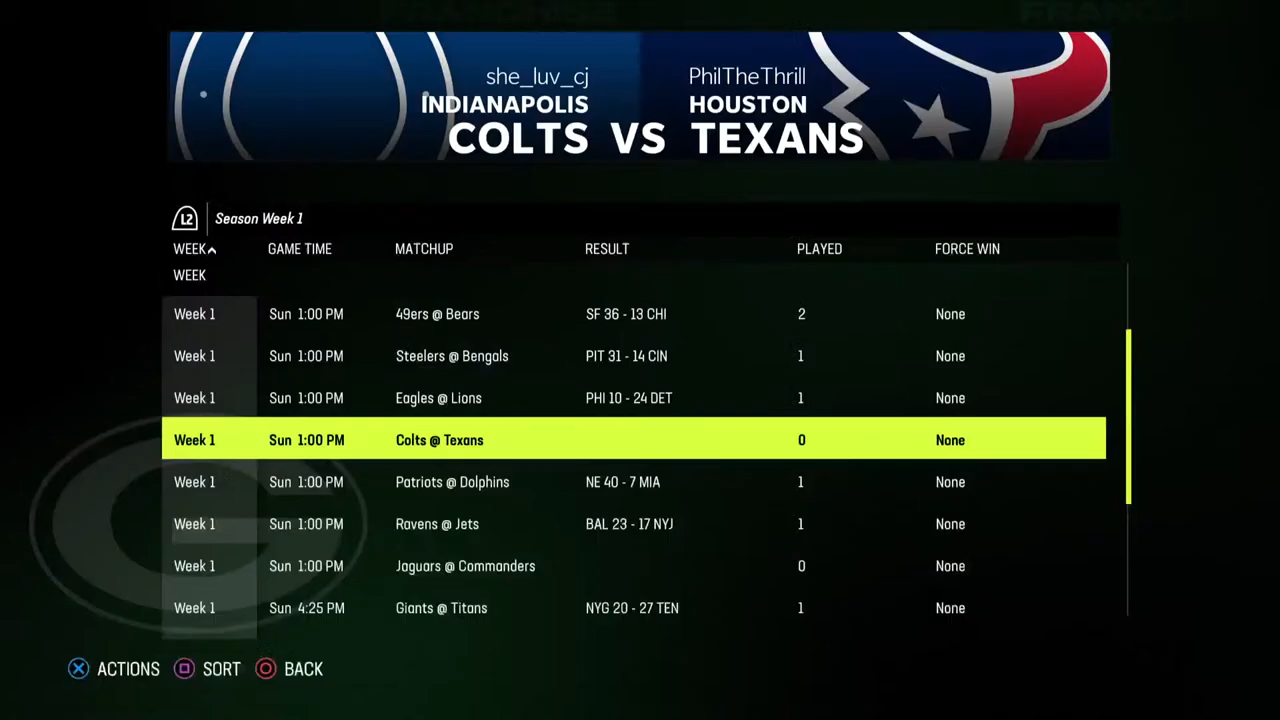 she_luv_cj PhilTheThrill
INDIANAPOLIS HOUSTON
COLTS VS TEXANS
L2 Season Week 1
WEEK GAME TIME MATCHUP RESULT PLAYED FORCE WIN
WEEK
Week 1 Sun 1:00 PM 49ers @ Bears SF 36 - 13 CHI 2 None
Week 1 Sun 1:00 PM Steelers @ Bengals PIT 31 - 14 CIN 1 None
Week 1 Sun 1:00 PM Eagles @ Lions PHI 10 - 24 DET 1 None
Week 1 Sun 1:00 PM Colts @ Texans 0 None
Week 1 Sun 1:00 PM Patriots @ Dolphins NE 40 - 7 MIA 1 None
Week 1 Sun 1:00 PM Ravens @ Jets BAL 23 - 17 NYJ 1 None
Week 1 Sun 1:00 PM Jaguars @ Commanders 0 None
Week 1 Sun 4:25 PM Giants @ Titans NYG 20 - 27 TEN 1 None
ACTIONS SORT BACK